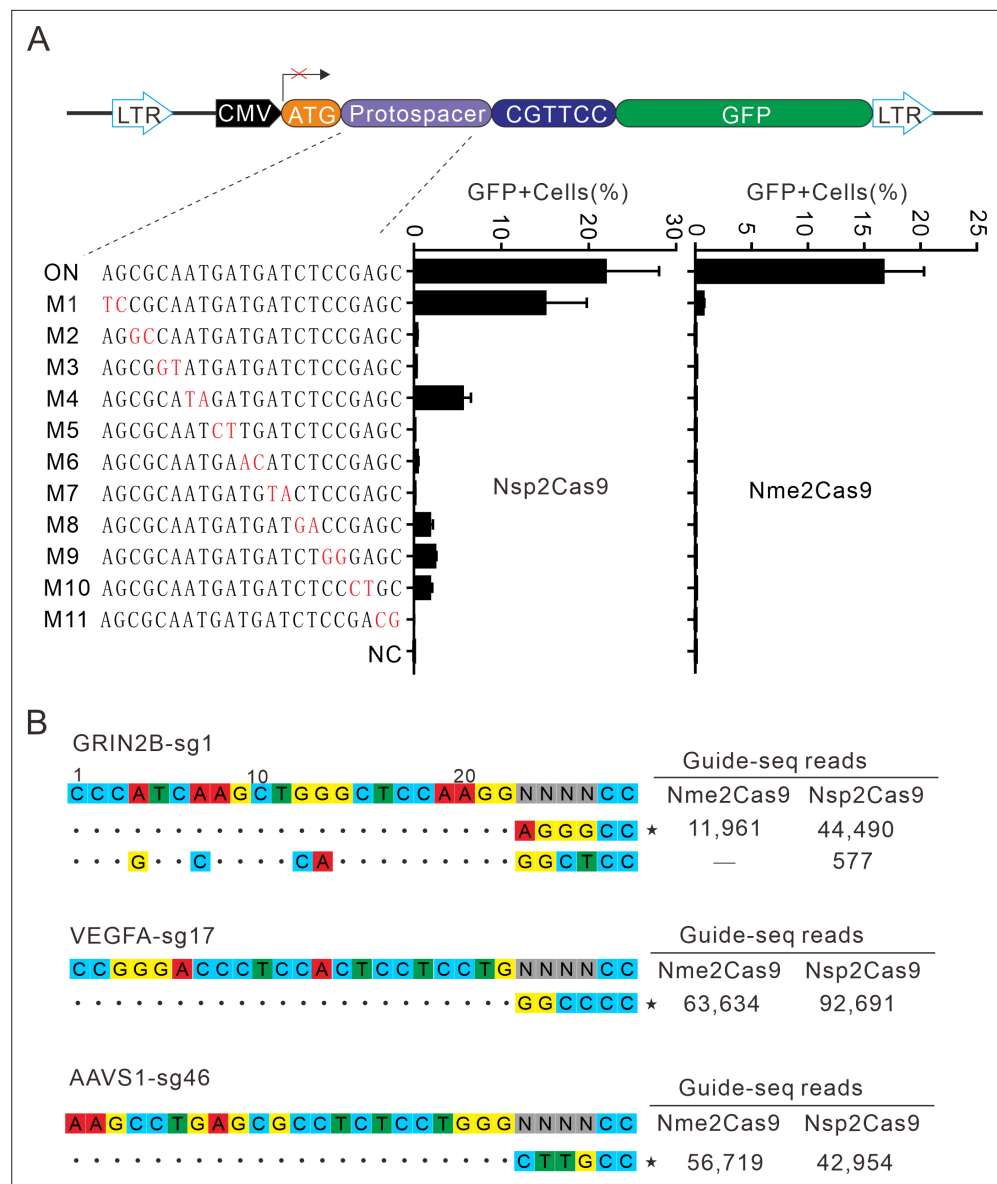 A
LTR CMV ATG Protospacer CGTTCC GFP LTR
GFP+Cells(%) GFP+Cells(%)
0 10 20 30 0 5 10 15 20 25
ON AGCGCAATGATGATCTCCGAGC
M1 TCCGCAATGATGATCTCCGAGC
M2 AGGCCAATGATGATCTCCGAGC
M3 AGCGGTATGATGATCTCCGAGC
M4 AGCGCATAGATGATCTCCGAGC
M5 AGCGCAATCTTGATCTCCGAGC
M6 AGCGCAATGAACATCTCCGAGC
M7 AGCGCAATGATGTACTCCGAGC
M8 AGCGCAATGATGATGACCGAGC
M9 AGCGCAATGATGATCTGGGAGC
M10 AGCGCAATGATGATCTCCCTGC
M11 AGCGCAATGATGATCTCCGACG
NC
Nsp2Cas9 Nme2Cas9
B
GRIN2B-sg1
1 10 20
CCCATCAAGCTGGGCTCCAAGGNNNNCC
Guide-seq reads
Nme2Cas9 Nsp2Cas9
AGGGCC ★ 11,961 44,490
G C CA GGCTCC — 577
VEGFA-sg17
CCGGGACCCTCCACTCCTCCTGNNNNCC
Guide-seq reads
Nme2Cas9 Nsp2Cas9
GGCCCC ★ 63,634 92,691
AAVS1-sg46
AAGCCTGAGCGCCTCTCCTGGGNNNNCC
Guide-seq reads
Nme2Cas9 Nsp2Cas9
CTTGCC ★ 56,719 42,954